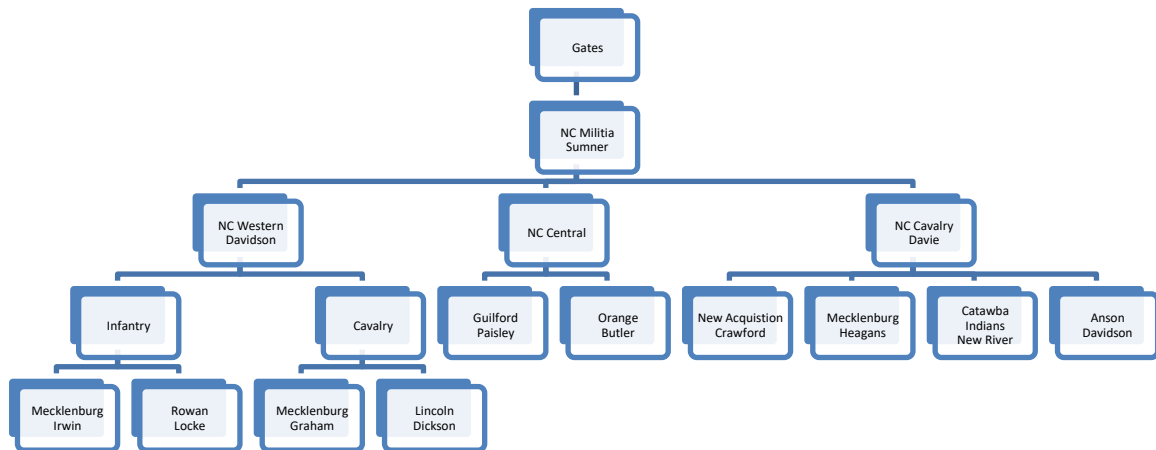 Gates
NC Militia
Sumner
NC Western
Davidson
NC Central
NC Cavalry
Davie
Infantry
Cavalry
Guilford
Paisley
Orange
Butler
New Acquistion
Crawford
Mecklenburg
Heagans
Catawba
Indians
New River
Anson
Davidson
Mecklenburg
Irwin
Rowan
Locke
Mecklenburg
Graham
Lincoln
Dickson